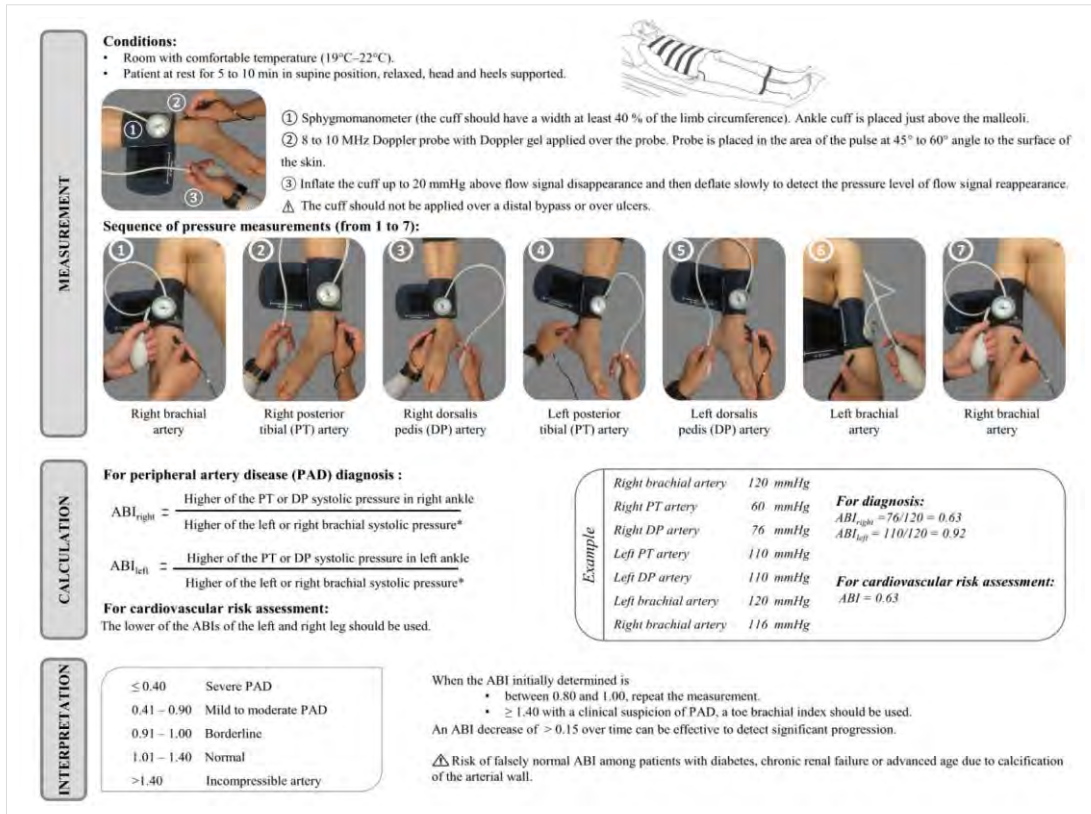 MEASUREMENT
Conditions:
• Room with comfortable temperature (19°C–22°C).
• Patient at rest for 5 to 10 min in supine position, relaxed, head and heels supported.
① ② ③
① Sphygmomanometer (the cuff should have a width at least 40 % of the limb circumference). Ankle cuff is placed just above the malleoli.
② 8 to 10 MHz Doppler probe with Doppler gel applied over the probe. Probe is placed in the area of the pulse at 45° to 60° angle to the surface of
the skin.
③ Inflate the cuff up to 20 mmHg above flow signal disappearance and then deflate slowly to detect the pressure level of flow signal reappearance.
⚠ The cuff should not be applied over a distal bypass or over ulcers.
Sequence of pressure measurements (from 1 to 7):
① ② ③ ④ ⑤ ⑥ ⑦
Right brachial
artery
Right posterior
tibial (PT) artery
Right dorsalis
pedis (DP) artery
Left posterior
tibial (PT) artery
Left dorsalis
pedis (DP) artery
Left brachial
artery
Right brachial
artery
CALCULATION
For peripheral artery disease (PAD) diagnosis :
ABIright = Higher of the PT or DP systolic pressure in right ankle
Higher of the left or right brachial systolic pressure*
ABIleft = Higher of the PT or DP systolic pressure in left ankle
Higher of the left or right brachial systolic pressure*
For cardiovascular risk assessment:
The lower of the ABIs of the left and right leg should be used.
Example
Right brachial artery 120 mmHg
Right PT artery 60 mmHg
Right DP artery 76 mmHg
Left PT artery 110 mmHg
Left DP artery 110 mmHg
Left brachial artery 120 mmHg
Right brachial artery 116 mmHg
For diagnosis:
ABIright =76/120 = 0.63
ABIleft = 110/120 = 0.92
For cardiovascular risk assessment:
ABI = 0.63
INTERPRETATION
≤ 0.40 Severe PAD
0.41 – 0.90 Mild to moderate PAD
0.91 – 1.00 Borderline
1.01 – 1.40 Normal
>1.40 Incompressible artery
When the ABI initially determined is
• between 0.80 and 1.00, repeat the measurement.
• ≥ 1.40 with a clinical suspicion of PAD, a toe brachial index should be used.
An ABI decrease of > 0.15 over time can be effective to detect significant progression.
⚠ Risk of falsely normal ABI among patients with diabetes, chronic renal failure or advanced age due to calcification
of the arterial wall.